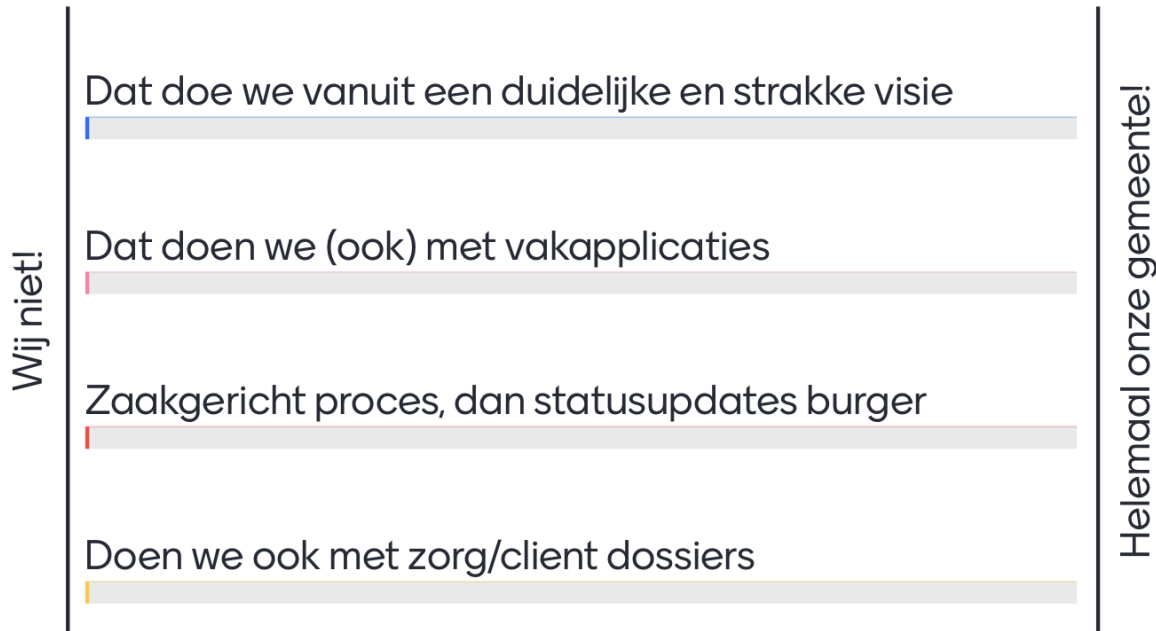 Wij niet!
Dat doe we vanuit een duidelijke en strakke visie
Dat doen we (ook) met vakapplicaties
Zaakgericht proces, dan statusupdates burger
Doen we ook met zorg/client dossiers
Helemaal onze gemeente!